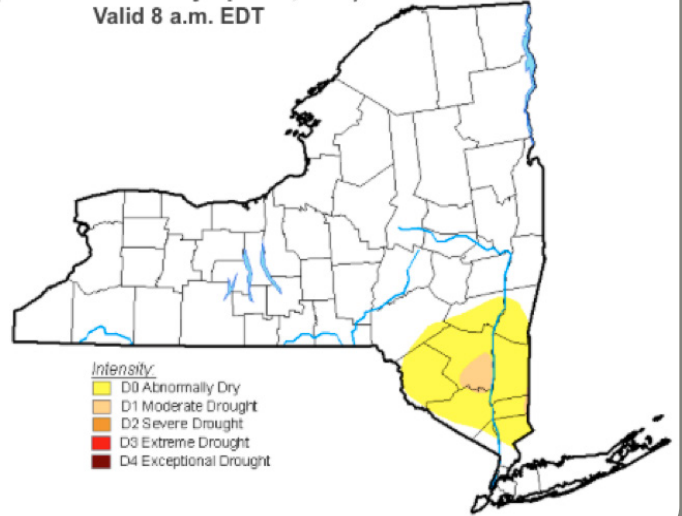 Valid 8 a.m. EDT
Intensity:
D0 Abnormally Dry
D1 Moderate Drought
D2 Severe Drought
D3 Extreme Drought
D4 Exceptional Drought